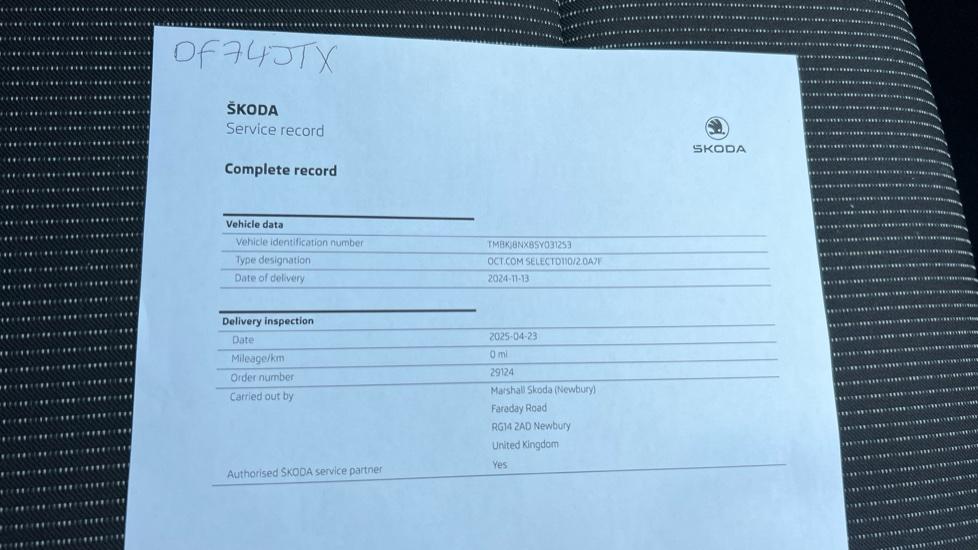 DF74JTX
ŠKODA
Service record
ŠKODA
Complete record
Vehicle data
Vehicle identification number TMBKJ8NX8SY031253
Type designation OCT.COM SELECTD110/2.0A7F
Date of delivery 2024-11-13
Delivery inspection
Date 2025-04-23
Mileage/km 0 mi
Order number 29124
Carried out by Marshall Skoda (Newbury)
Faraday Road
RG14 2AD Newbury
United Kingdom
Authorised ŠKODA service partner Yes